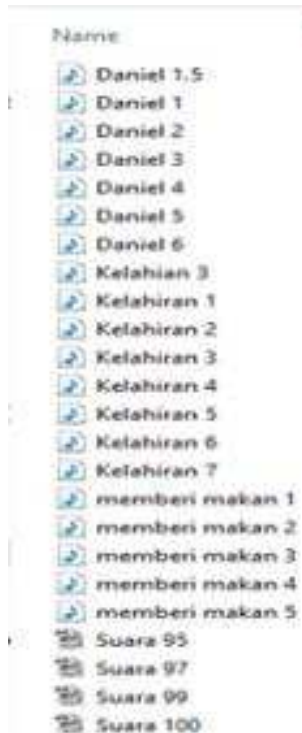 Name
Daniel 1.5
Daniel 1
Daniel 2
Daniel 3
Daniel 4
Daniel 5
Daniel 6
Kelahian 3
Kelahiran 1
Kelahiran 2
Kelahiran 3
Kelahiran 4
Kelahiran 5
Kelahiran 6
Kelahiran 7
memberi makan 1
memberi makan 2
memberi makan 3
memberi makan 4
memberi makan 5
Suara 95
Suara 97
Suara 99
Suara 100